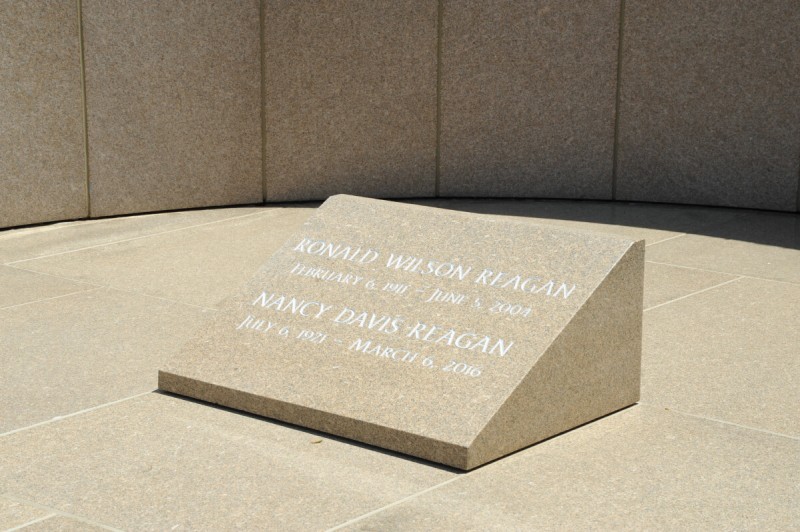 RONALD WILSON REAGAN
FEBRUARY 6, 1911 – JUNE 5, 2004
NANCY DAVIS REAGAN
JULY 6, 1921 – MARCH 6, 2016